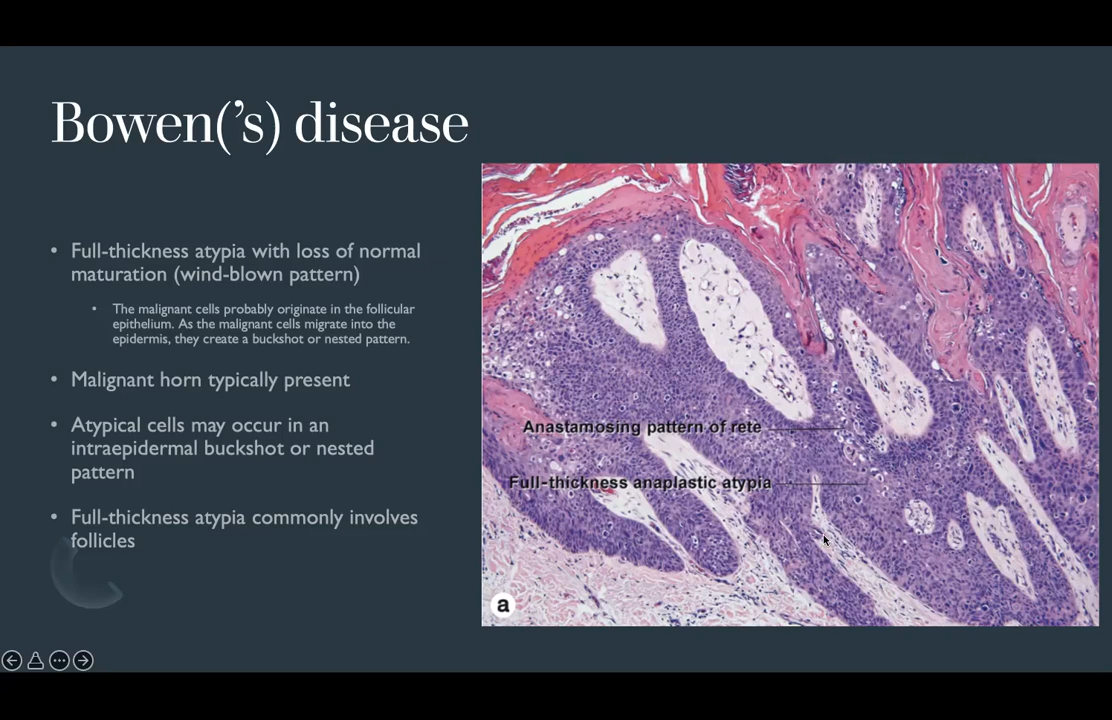 Bowen(’s) disease
• Full-thickness atypia with loss of normal
maturation (wind-blown pattern)
• The malignant cells probably originate in the follicular
epithelium. As the malignant cells migrate into the
epidermis, they create a buckshot or nested pattern.
• Malignant horn typically present
• Atypical cells may occur in an
intraepidermal buckshot or nested
pattern
• Full-thickness atypia commonly involves
follicles
Anastamosing pattern of rete
Full-thickness anaplastic atypia
a